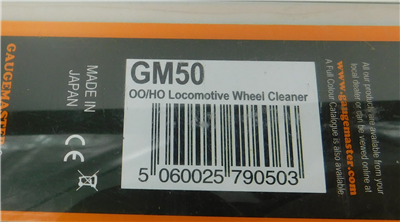 GAUGEMASTER
MADE IN
JAPAN
CE
GM50
OO/HO Locomotive Wheel Cleaner
5 060025 790503
All our products are available from your
dealer or can be viewed online at
www.gaugemaster.com
A Full Colour Catalogue is also available.